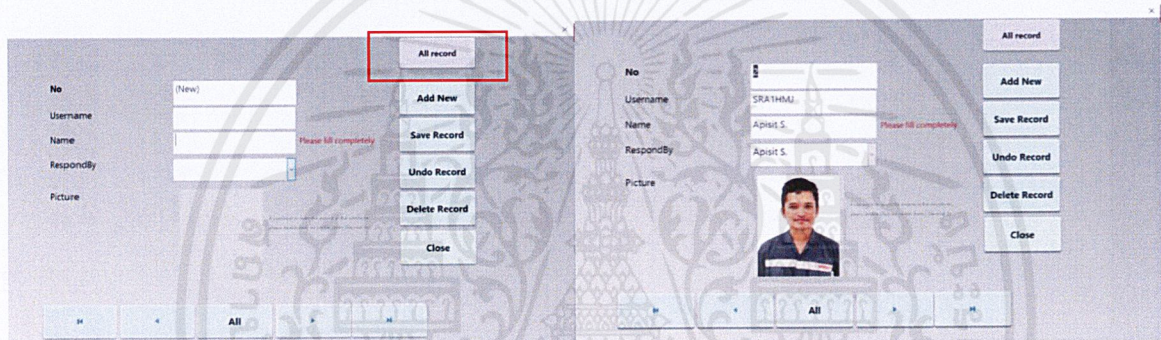 All record
No
(New)
Add New
Username
Name
Please fill completely
Save Record
RespondBy
Undo Record
Picture
Delete Record
Close
All
All record
No
Add New
Username
SRA1HMJ
Save Record
Name
Apisit S.
Please fill completely
RespondBy
Apisit S.
Undo Record
Picture
Delete Record
Close
All